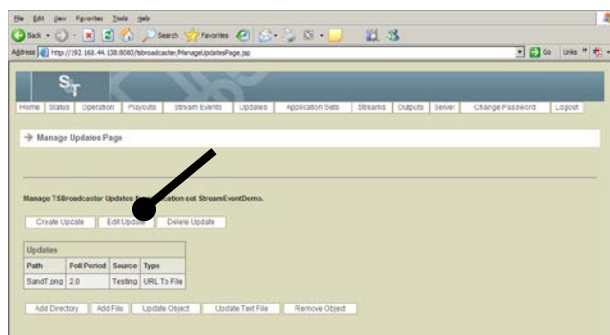 File Edit View Favorites Tools Help
Back Search Favorites
Address http://192.168.44.138:8080/tsbroadcaster/ManageUpdatesPage.jsp Go Links
ST
Home Status Operation Playouts Stream Events Updates Application Sets Streams Outputs Server Change Password Logout
Manage Updates Page
Manage TSBroadcaster Updates application set StreamEventDemo.
Create Update Edit Update Delete Update
Updates
Path Poll Period Source Type
SandT.png 2.0 Testing URL To File
Add Directory Add File Update Object Update Text File Remove Object